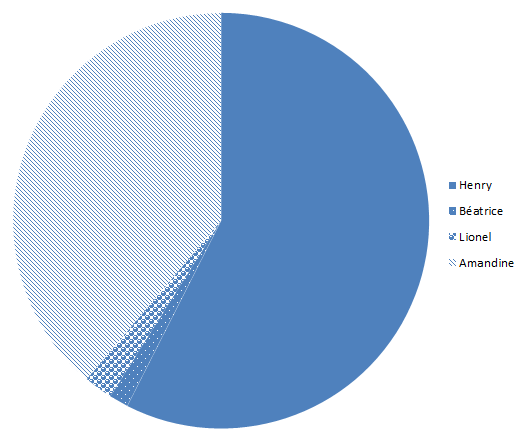 Henry
Béatrice
Lionel
Amandine